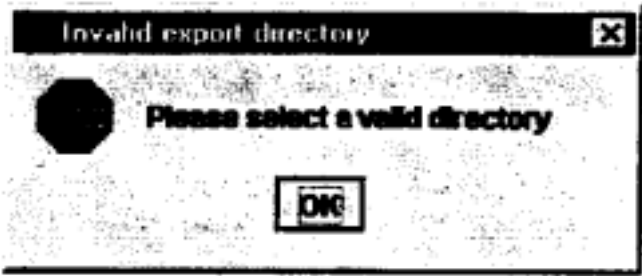 Invalid export directory
Please select a valid directory
OK